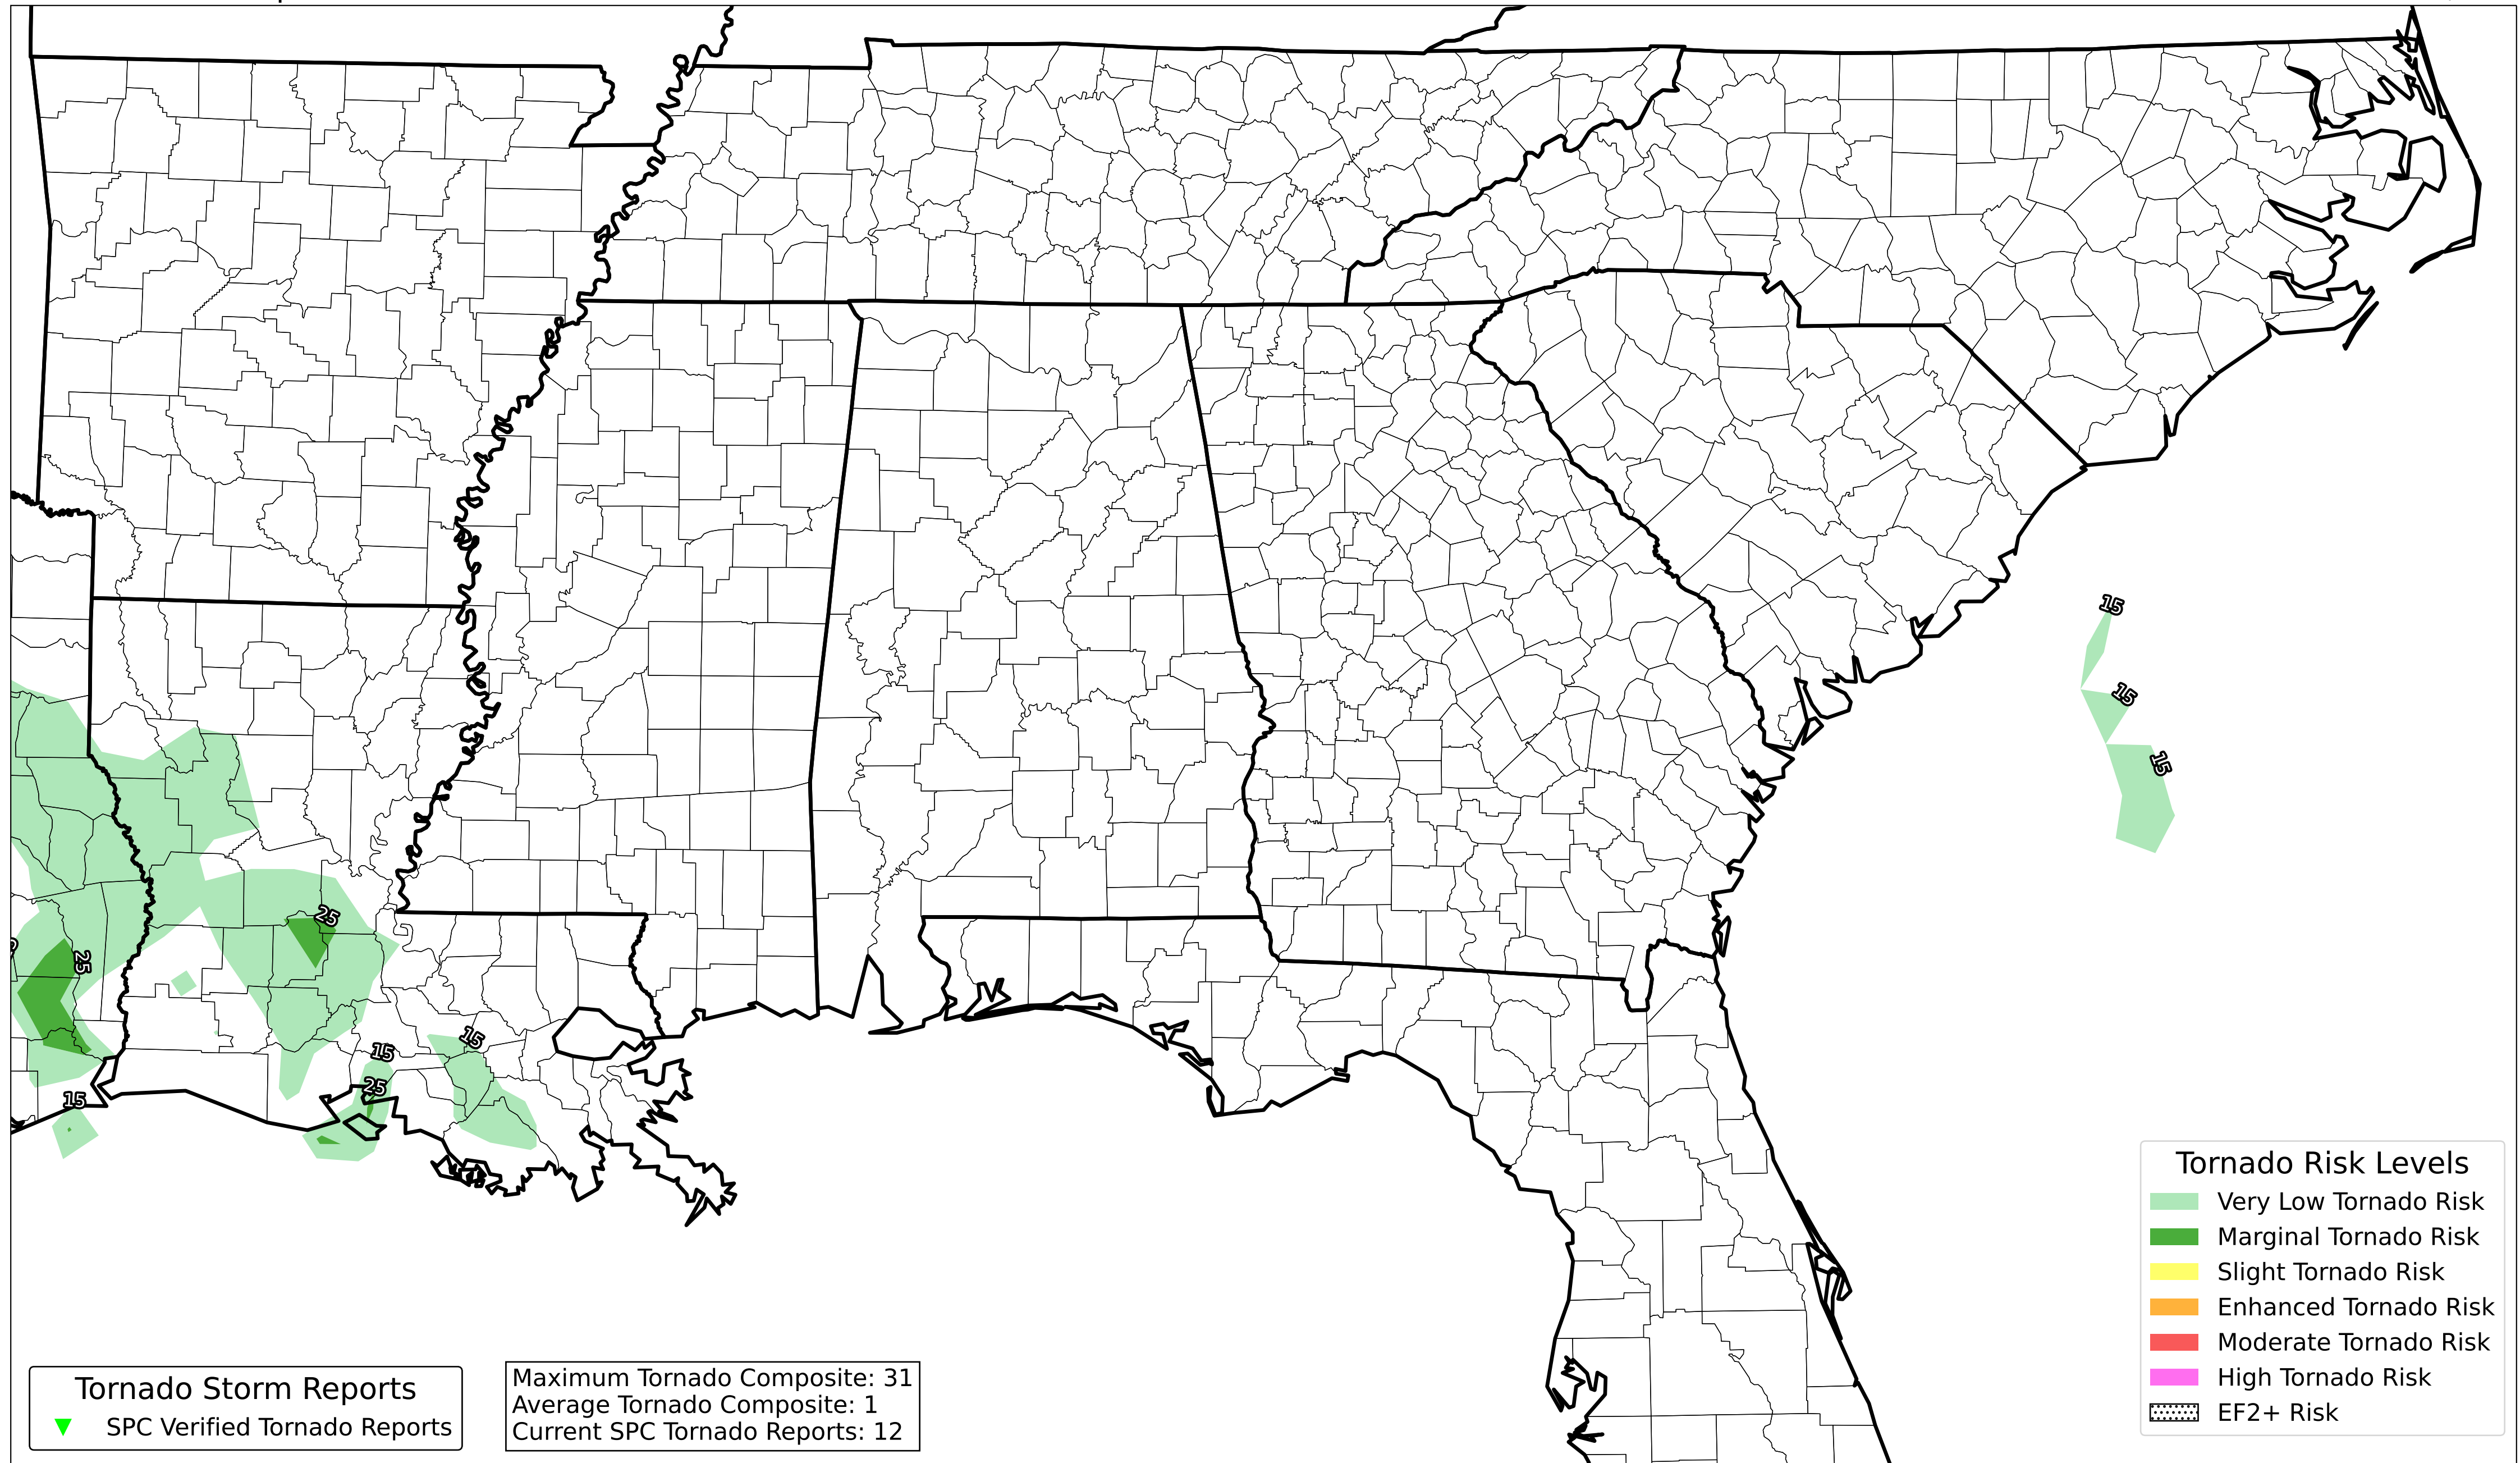 15
15
15
25
25
15
15
25
15
Tornado Risk Levels
Very Low Tornado Risk
Marginal Tornado Risk
Slight Tornado Risk
Enhanced Tornado Risk
Moderate Tornado Risk
High Tornado Risk
EF2+ Risk
Tornado Storm Reports
SPC Verified Tornado Reports
Maximum Tornado Composite: 31
Average Tornado Composite: 1
Current SPC Tornado Reports: 12